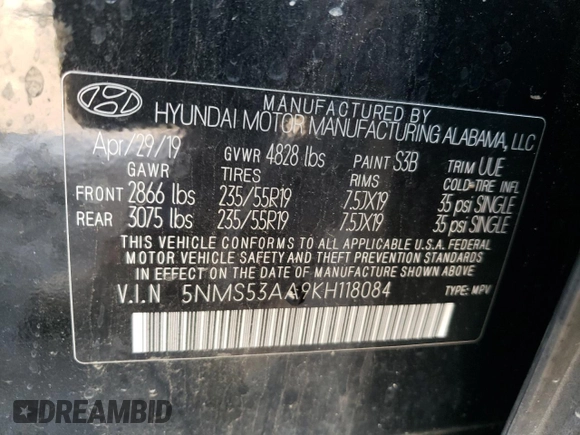 MANUFACTURED BY
HYUNDAI MOTOR MANUFACTURING ALABAMA, LLC
Apr/29/19 GVWR 4828 lbs PAINT S3B TRIM UUE
GAWR TIRES RIMS COLD-TIRE INFL
FRONT 2866 lbs 235/55R19 7.5JX19 35 psi SINGLE
REAR 3075 lbs 235/55R19 7.5JX19 35 psi SINGLE
THIS VEHICLE CONFORMS TO ALL APPLICABLE U.S.A. FEDERAL
MOTOR VEHICLE SAFETY AND THEFT PREVENTION STANDARDS
IN EFFECT ON THE DATE OF MANUFACTURE SHOWN ABOVE
V.I.N 5NMS53AA9KH118084 TYPE: MPV
DREAMBID